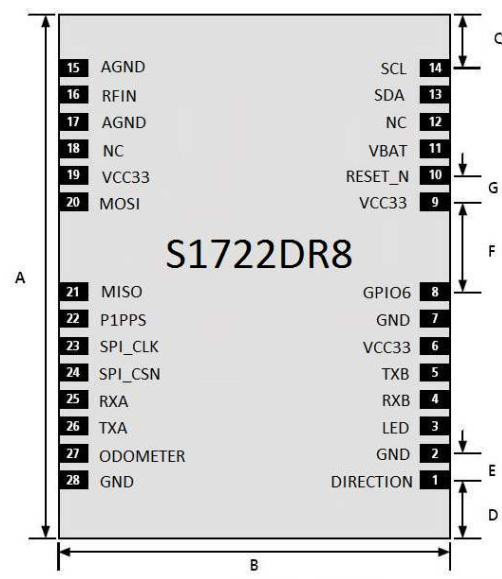 C
15 AGND SCL 14
16 RFIN SDA 13
17 AGND NC 12
18 NC VBAT 11
19 VCC33 RESET_N 10
G
20 MOSI VCC33 9
S1722DR8
F
A
21 MISO GPIO6 8
22 P1PPS GND 7
23 SPI_CLK VCC33 6
24 SPI_CSN TXB 5
25 RXA RXB 4
26 TXA LED 3
27 ODOMETER GND 2
E
28 GND DIRECTION 1
D
B